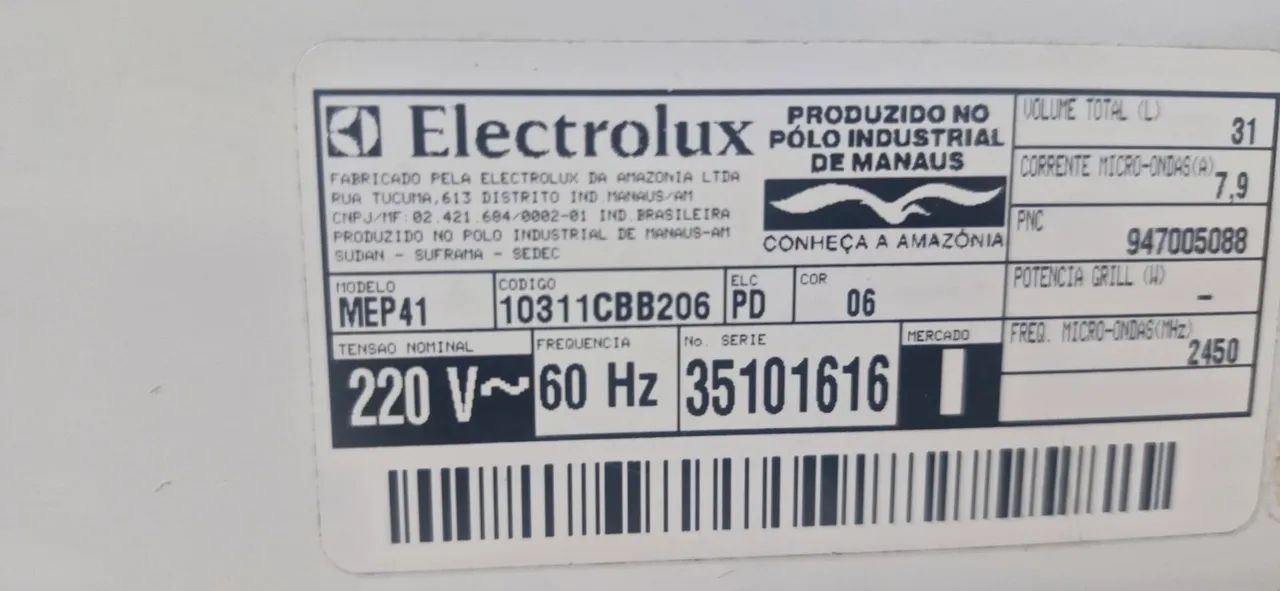 Electrolux
FABRICADO PELA ELECTROLUX DA AMAZONIA LTDA
RUA TUCUMA,613 DISTRITO IND.MANAUS/AM
CNPJ/MF:02.421.684/0002-01 IND.BRASILEIRA
PRODUZIDO NO POLO INDUSTRIAL DE MANAUS-AM
SUDAN - SUFRAMA - SEDEC
PRODUZIDO NO
PÓLO INDUSTRIAL
DE MANAUS
CONHEÇA A AMAZÔNIA
VOLUME TOTAL (L)
31
CORRENTE MICRO-ONDAS(A)
7,9
PNC
947005088
POTENCIA GRILL (W)
-
FREQ. MICRO-ONDAS(MHz)
2450
MODELO
MEP41
CODIGO
10311CBB206
ELC
PD
COR
06
TENSAO NOMINAL
220 V~
FREQUENCIA
60 Hz
No. SERIE
35101616
MERCADO
I